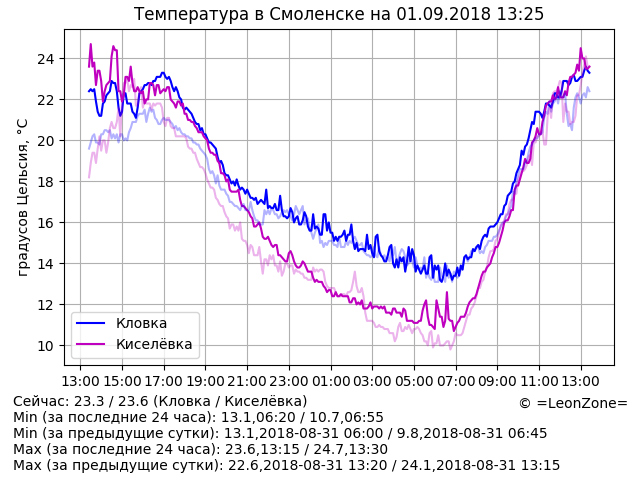 Температура в Смоленске на 01.09.2018 13:25
градусов Цельсия, °C
24
22
20
18
16
14
12
10
Кловка
Киселёвка
13:00 15:00 17:00 19:00 21:00 23:00 01:00 03:00 05:00 07:00 09:00 11:00 13:00
Сейчас: 23.3 / 23.6 (Кловка / Киселёвка)
© =LeonZone=
Min (за последние 24 часа): 13.1,06:20 / 10.7,06:55
Min (за предыдущие сутки): 13.1,2018-08-31 06:00 / 9.8,2018-08-31 06:45
Max (за последние 24 часа): 23.6,13:15 / 24.7,13:30
Max (за предыдущие сутки): 22.6,2018-08-31 13:20 / 24.1,2018-08-31 13:15